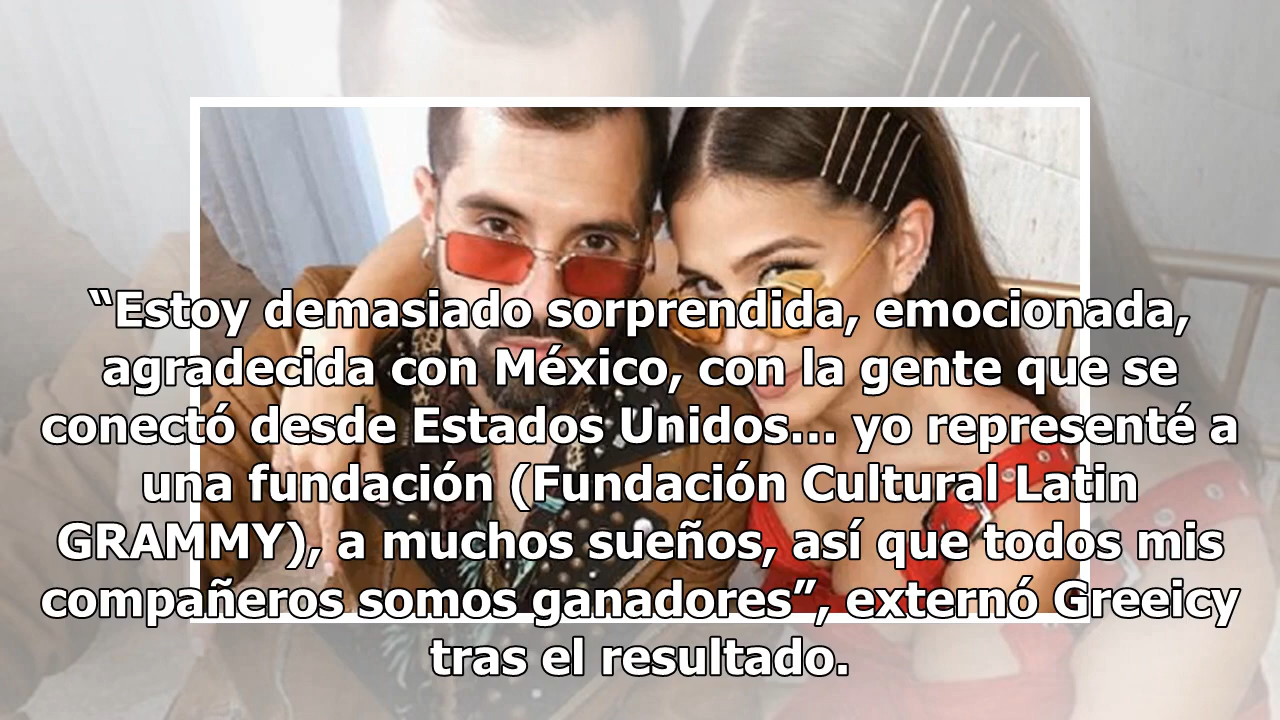 “Estoy demasiado sorprendida, emocionada,
agradecida con México, con la gente que se
conectó desde Estados Unidos... yo representé a
una fundación (Fundación Cultural Latin
GRAMMY), a muchos sueños, así que todos mis
compañeros somos ganadores”, externó Greeicy
tras el resultado.